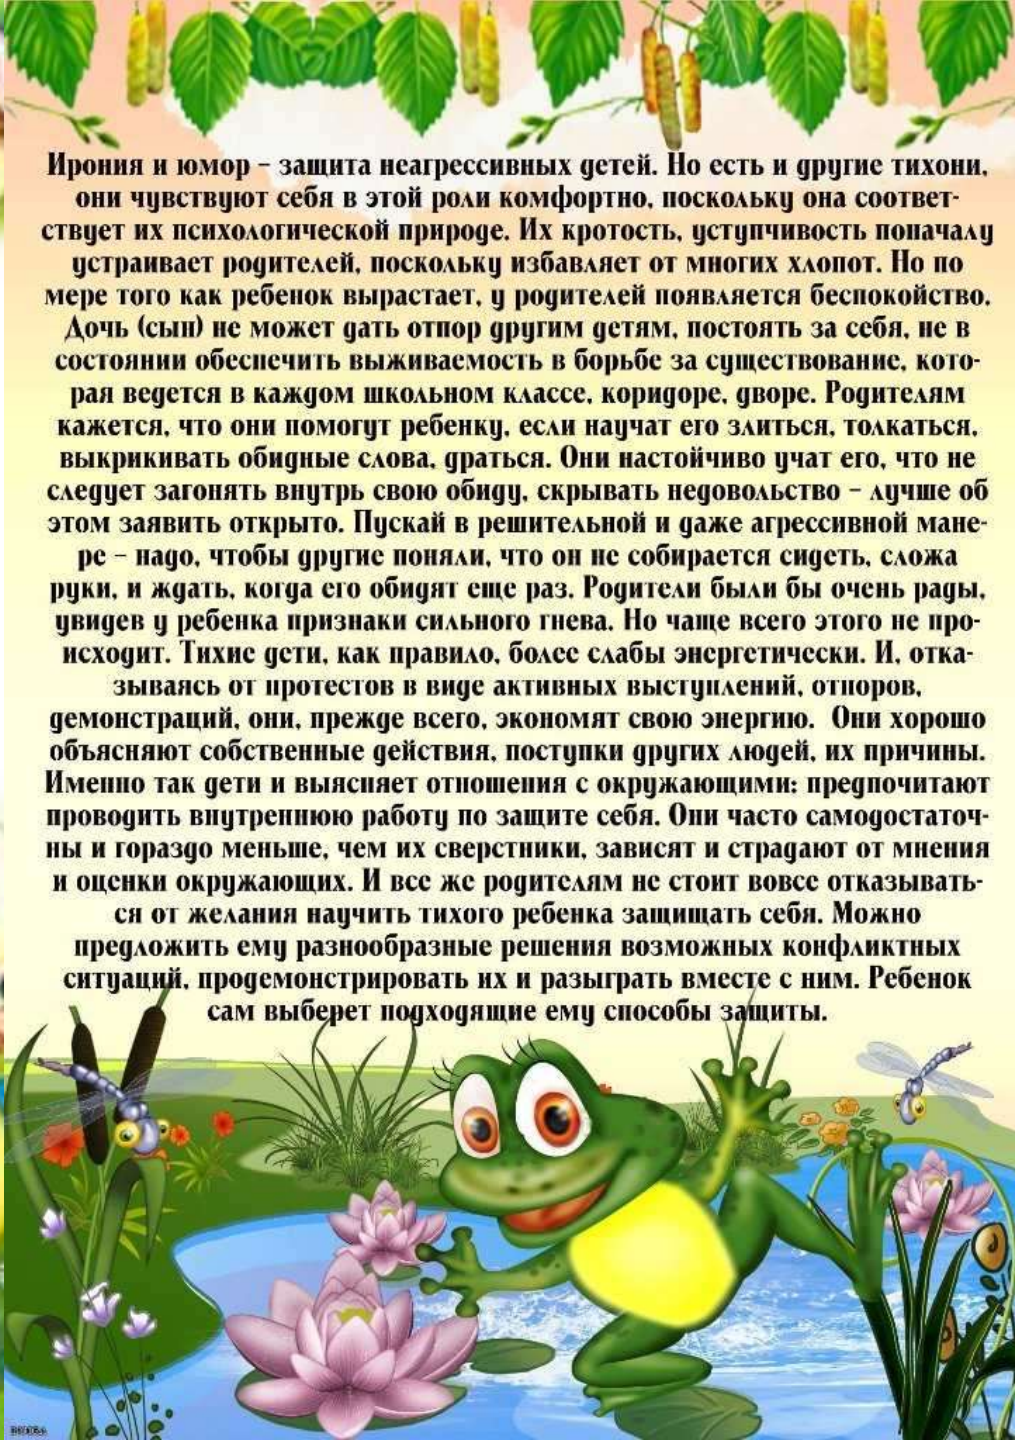 Ирония и юмор – защита неагрессивных детей. Но есть и другие тихони,
они чувствуют себя в этой роли комфортно, поскольку она соответ-
ствует их психологической природе. Их кротость, уступчивость поначалу
устраивает родителей, поскольку избавляет от многих хлопот. Но по
мере того как ребенок вырастает, у родителей появляется беспокойство.
Дочь (сын) не может дать отпор другим детям, постоять за себя, не в
состоянии обеспечить выживаемость в борьбе за существование, кото-
рая ведется в каждом школьном классе, коридоре, дворе. Родителям
кажется, что они помогут ребенку, если научат его злиться, толкаться,
выкрикивать обидные слова, драться. Они настойчиво учат его, что не
следует загонять внутрь свою обиду, скрывать недовольство – лучше об
этом заявить открыто. Пускай в решительной и даже агрессивной мане-
ре – надо, чтобы другие поняли, что он не собирается сидеть, сложа
руки, и ждать, когда его обидят еще раз. Родители были бы очень рады,
увидев у ребенка признаки сильного гнева. Но чаще всего этого не про-
исходит. Тихие дети, как правило, более слабы энергетически. И, отка-
зываясь от протестов в виде активных выступлений, отпоров,
демонстраций, они, прежде всего, экономят свою энергию. Они хорошо
объясняют собственные действия, поступки других людей, их причины.
Именно так дети и выясняет отношения с окружающими: предпочитают
проводить внутреннюю работу по защите себя. Они часто самодостаточ-
ны и гораздо меньше, чем их сверстники, зависят и страдают от мнения
и оценки окружающих. И все же родителям не стоит вовсе отказывать-
ся от желания научить тихого ребенка защищать себя. Можно
предложить ему разнообразные решения возможных конфликтных
ситуаций, продемонстрировать их и разыграть вместе с ним. Ребенок
сам выберет подходящие ему способы защиты.